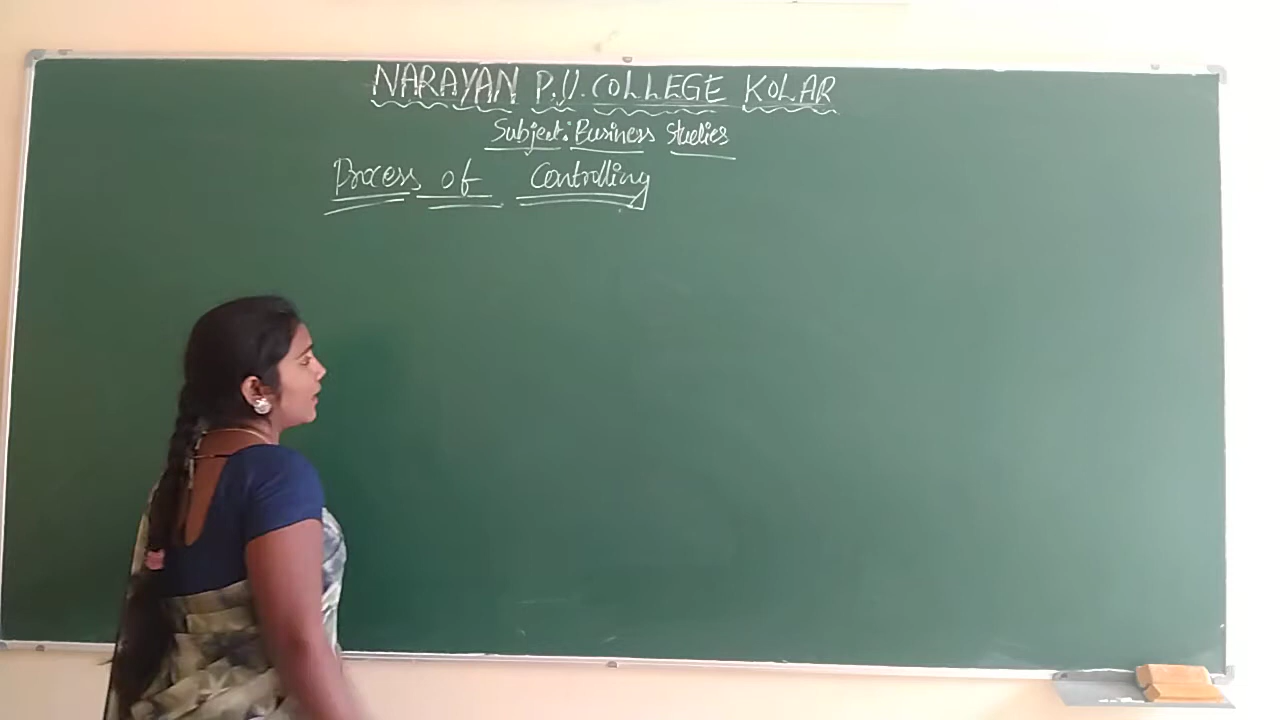 NARAYAN P.U. COLLEGE KOLAR
Subject: Business Studies
Process of Controlling